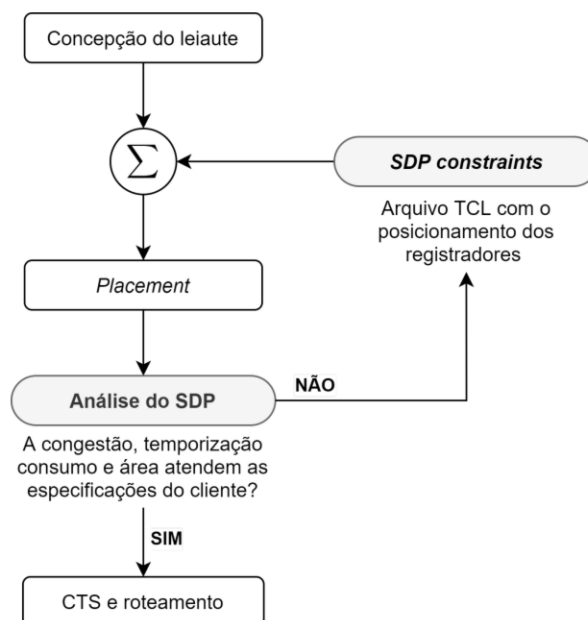 Concepção do leiaute
Σ
SDP constraints
Arquivo TCL com o
posicionamento dos
registradores
Placement
Análise do SDP
NÃO
A congestão, temporização
consumo e área atendem as
especificações do cliente?
SIM
CTS e roteamento